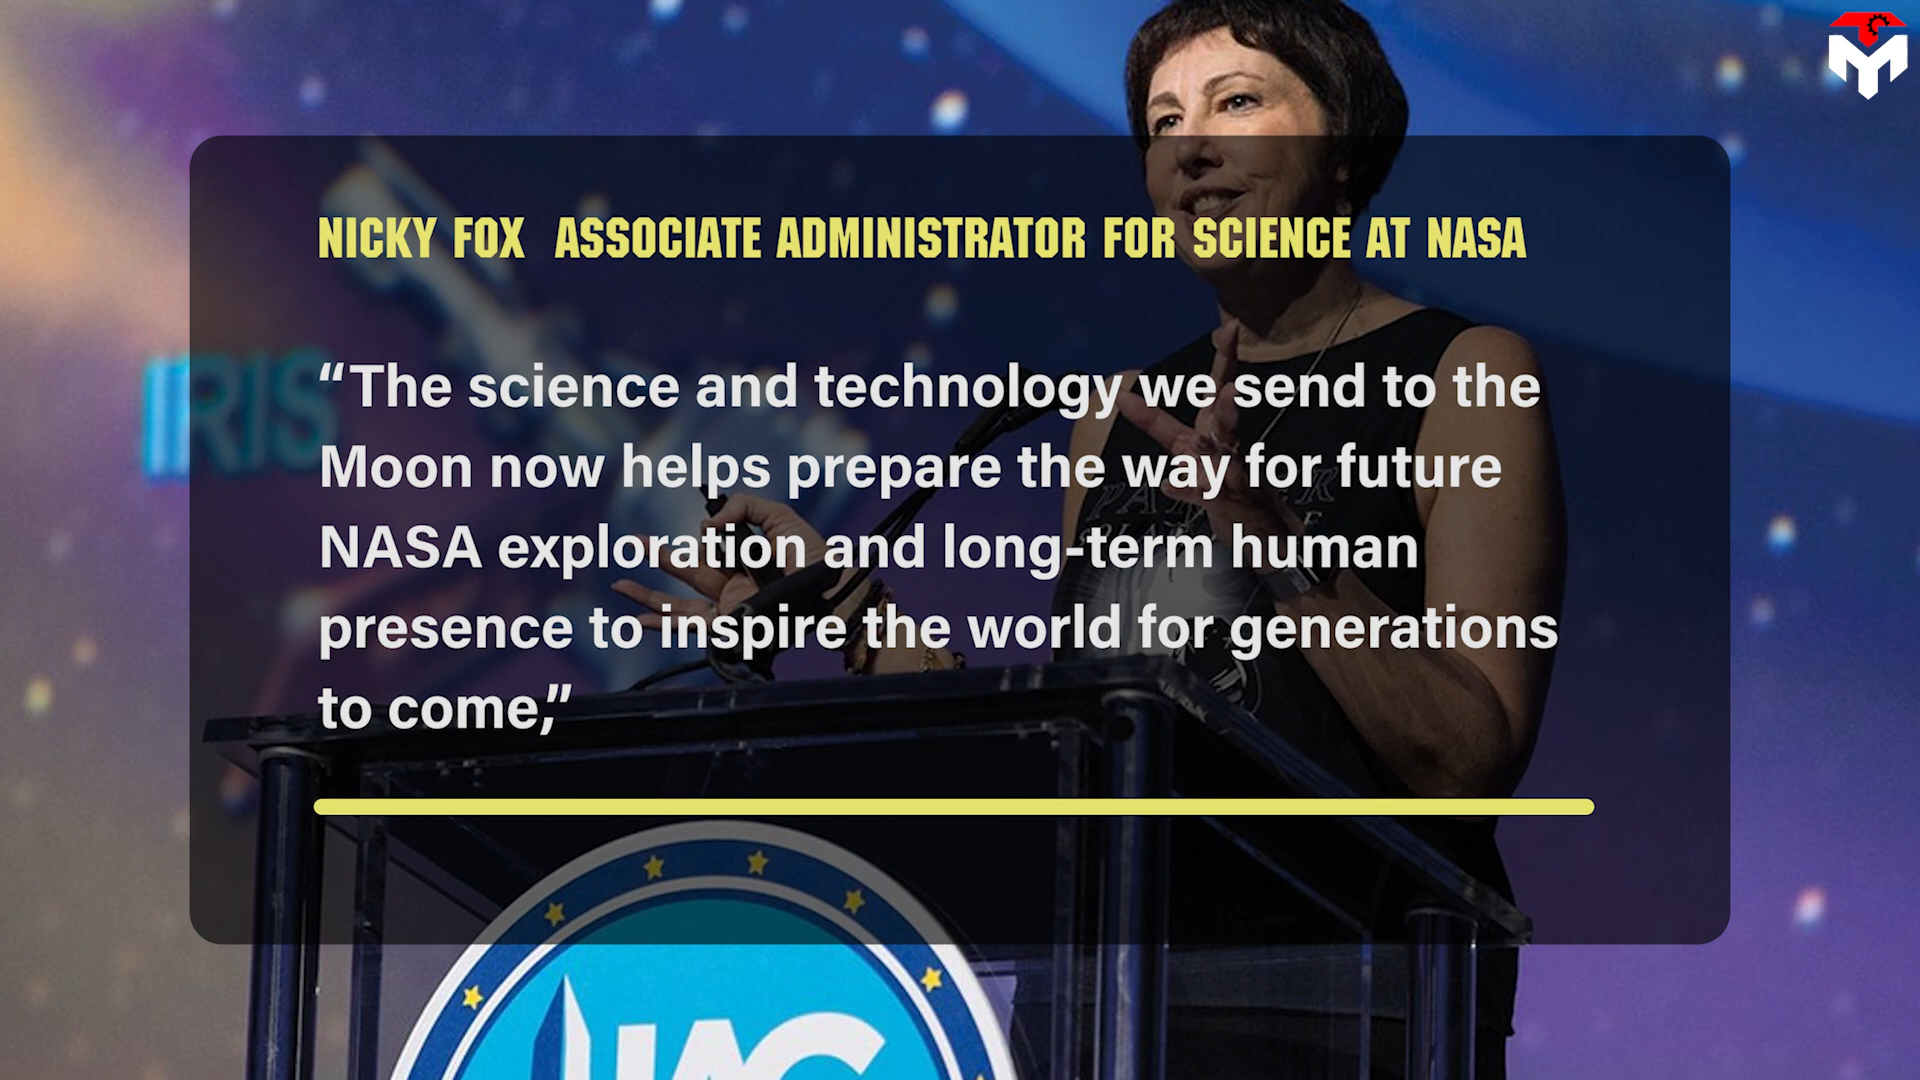 NICKY FOX ASSOCIATE ADMINISTRATOR FOR SCIENCE AT NASA
“The science and technology we send to the
Moon now helps prepare the way for future
NASA exploration and long-term human
presence to inspire the world for generations
to come,”
IRIS
IAC